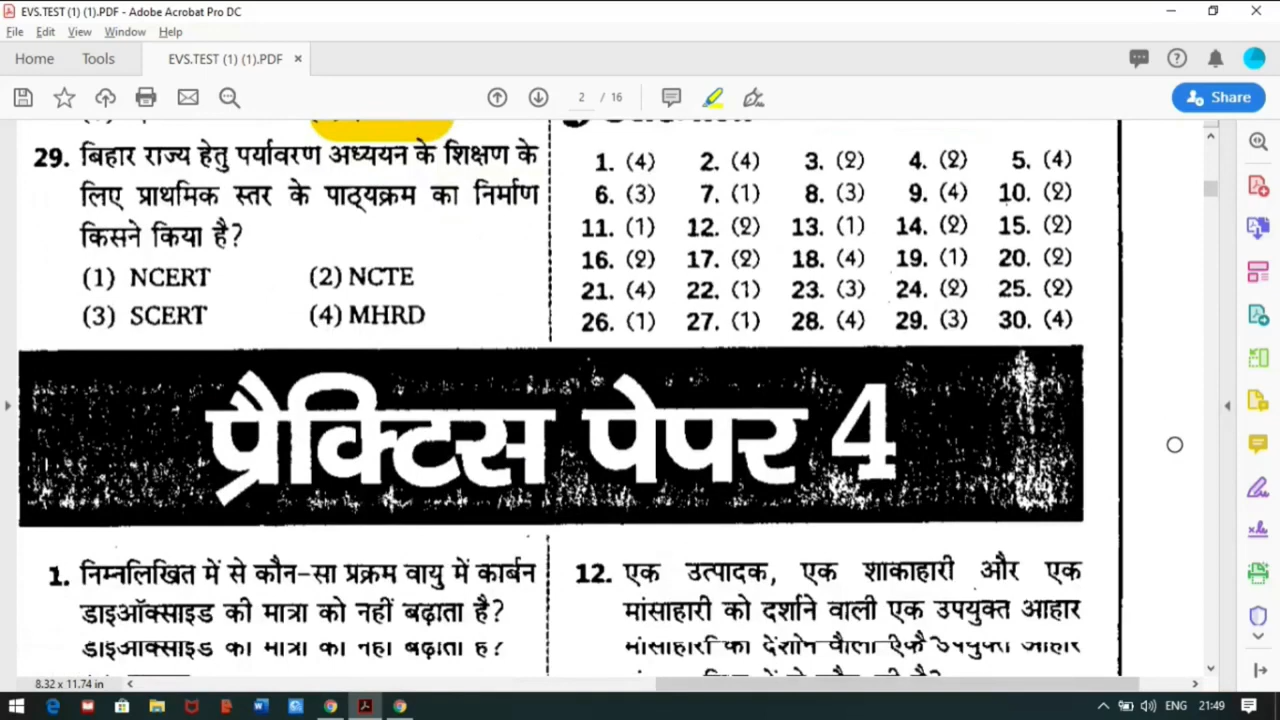 EVS.TEST (1) (1).PDF - Adobe Acrobat Pro DC
File Edit View Window Help
Home Tools EVS.TEST (1) (1).PDF ×
2 / 16
Share
29. बिहार राज्य हेतु पर्यावरण अध्ययन के शिक्षण के
लिए प्राथमिक स्तर के पाठ्यक्रम का निर्माण
किसने किया है?
(1) NCERT (2) NCTE
(3) SCERT (4) MHRD
1. (4) 2. (4) 3. (2) 4. (2) 5. (4)
6. (3) 7. (1) 8. (3) 9. (4) 10. (2)
11. (1) 12. (2) 13. (1) 14. (2) 15. (2)
16. (2) 17. (2) 18. (4) 19. (1) 20. (2)
21. (4) 22. (1) 23. (3) 24. (2) 25. (2)
26. (1) 27. (1) 28. (4) 29. (3) 30. (4)
प्रैक्टिस पेपर 4
1. निम्नलिखित में से कौन-सा प्रक्रम वायु में कार्बन
डाइऑक्साइड की मात्रा को नहीं बढ़ाता है?
12. एक उत्पादक, एक शाकाहारी और एक
मांसाहारी को दर्शाने वाली एक उपयुक्त आहार
8.32 x 11.74 in
ENG 21:49